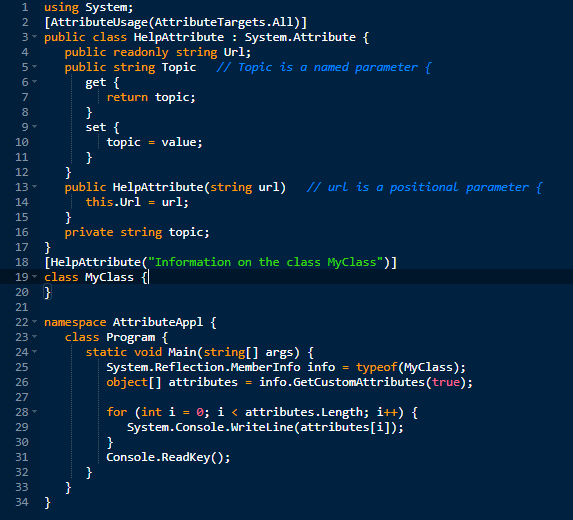 1 using System;
2 [AttributeUsage(AttributeTargets.All)]
3 public class HelpAttribute : System.Attribute {
4 public readonly string Url;
5 public string Topic // Topic is a named parameter {
6 get {
7 return topic;
8 }
9 set {
10 topic = value;
11 }
12 }
13 public HelpAttribute(string url) // url is a positional parameter {
14 this.Url = url;
15 }
16 private string topic;
17 }
18 [HelpAttribute("Information on the class MyClass")]
19 class MyClass {
20 }
21
22 namespace AttributeAppl {
23 class Program {
24 static void Main(string[] args) {
25 System.Reflection.MemberInfo info = typeof(MyClass);
26 object[] attributes = info.GetCustomAttributes(true);
27
28 for (int i = 0; i < attributes.Length; i++) {
29 System.Console.WriteLine(attributes[i]);
30 }
31 Console.ReadKey();
32 }
33 }
34 }